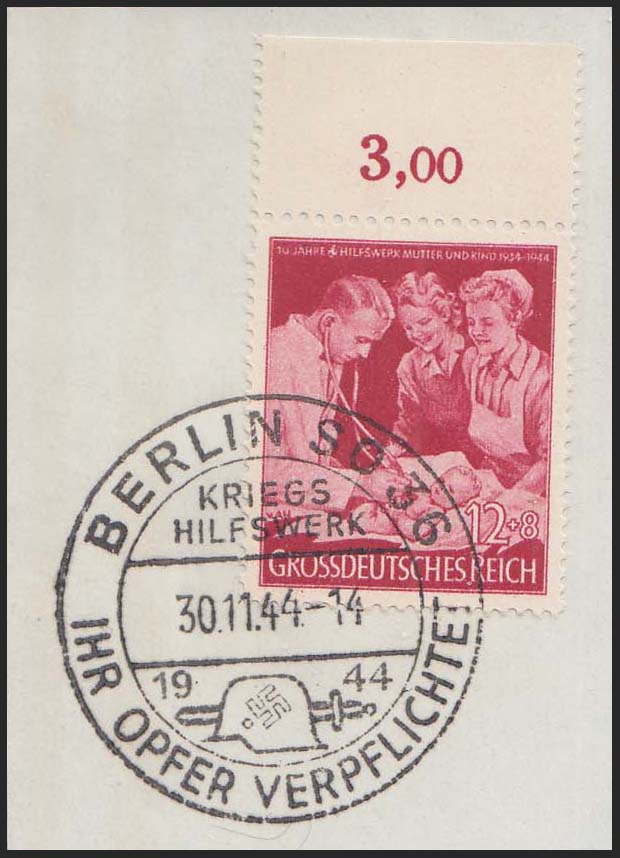 3,00
10 JAHRE HILFSWERK MUTTER UND KIND 1934-1944
12+8
GROSSDEUTSCHES REICH
BERLIN SO 36
KRIEGS
HILFSWERK
30.11.44.-14
19 44
IHR OPFER VERPFLICHTET